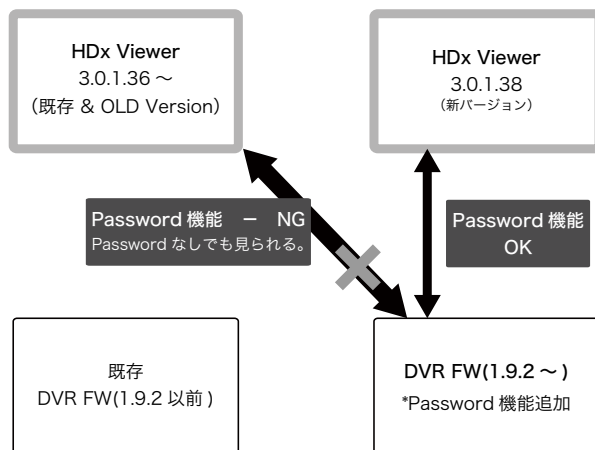 HDx Viewer
3.0.1.36 ～
（既存 & OLD Version）
HDx Viewer
3.0.1.38
（新バージョン）
Password 機能　－　NG
Password なしでも見られる。
Password 機能
OK
既存
DVR FW(1.9.2 以前 )
DVR FW(1.9.2 ～ )
*Password 機能追加